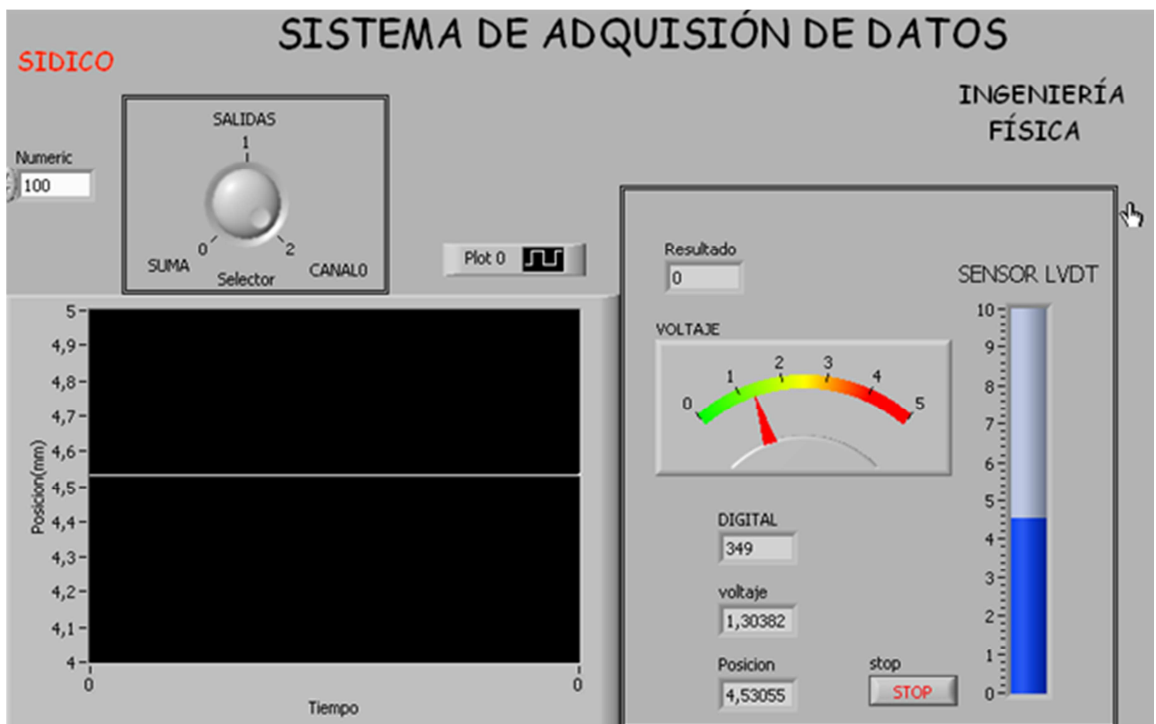 SISTEMA DE ADQUISIÓN DE DATOS
SIDICO
INGENIERÍA
FÍSICA
SALIDAS
1
Numeric
100
0
2
SUMA
CANAL0
Selector
Plot 0
Resultado
0
SENSOR LVDT
VOLTAJE
0
1
2
3
4
5
10
9
8
7
6
5
4
3
2
1
0
Posicion(mm)
5
4,9
4,8
4,7
4,6
4,5
4,4
4,3
4,2
4,1
4
0
0
Tiempo
DIGITAL
349
voltaje
1,30382
Posicion
4,53055
stop
STOP